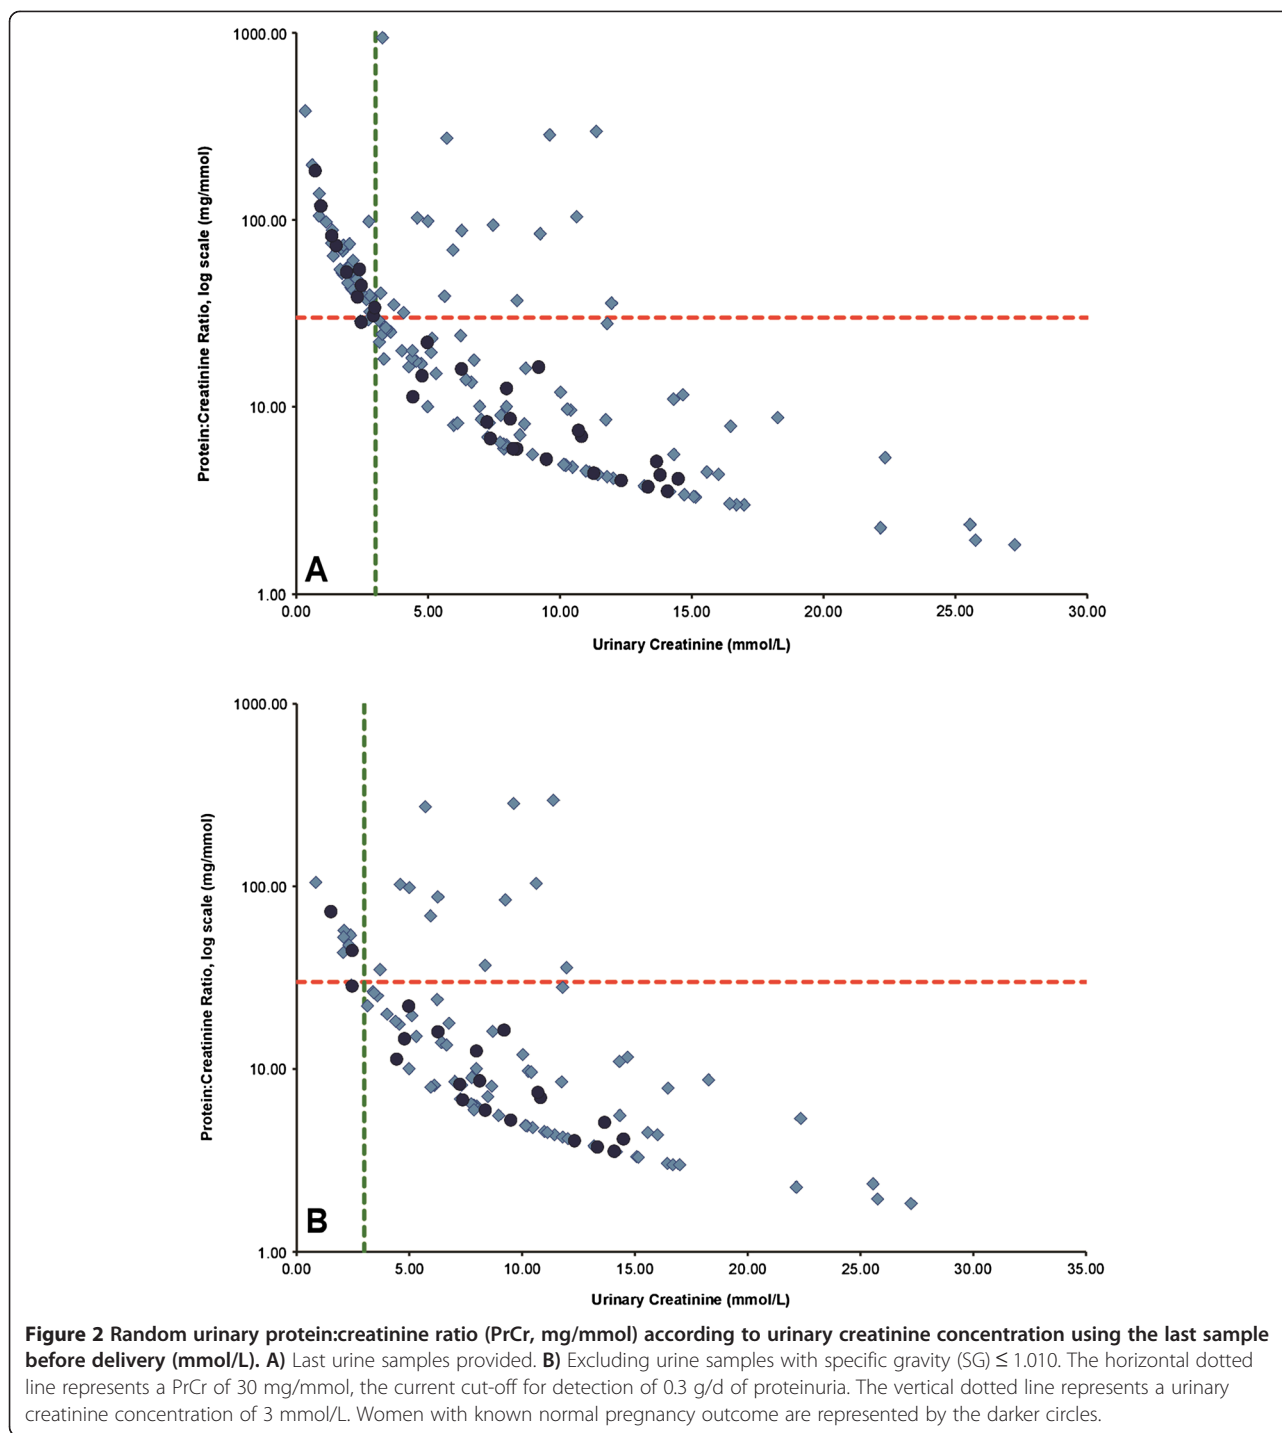 1000.00
100.00
10.00
1.00
Protein:Creatinine Ratio, log scale (mg/mmol)
A
0.00 5.00 10.00 15.00 20.00 25.00 30.00
Urinary Creatinine (mmol/L)
1000.00
100.00
10.00
1.00
Protein:Creatinine Ratio, log scale (mg/mmol)
B
0.00 5.00 10.00 15.00 20.00 25.00 30.00 35.00
Urinary Creatinine (mmol/L)
Figure 2 Random urinary protein:creatinine ratio (PrCr, mg/mmol) according to urinary creatinine concentration using the last sample
before delivery (mmol/L). A) Last urine samples provided. B) Excluding urine samples with specific gravity (SG) ≤ 1.010. The horizontal dotted
line represents a PrCr of 30 mg/mmol, the current cut-off for detection of 0.3 g/d of proteinuria. The vertical dotted line represents a urinary
creatinine concentration of 3 mmol/L. Women with known normal pregnancy outcome are represented by the darker circles.